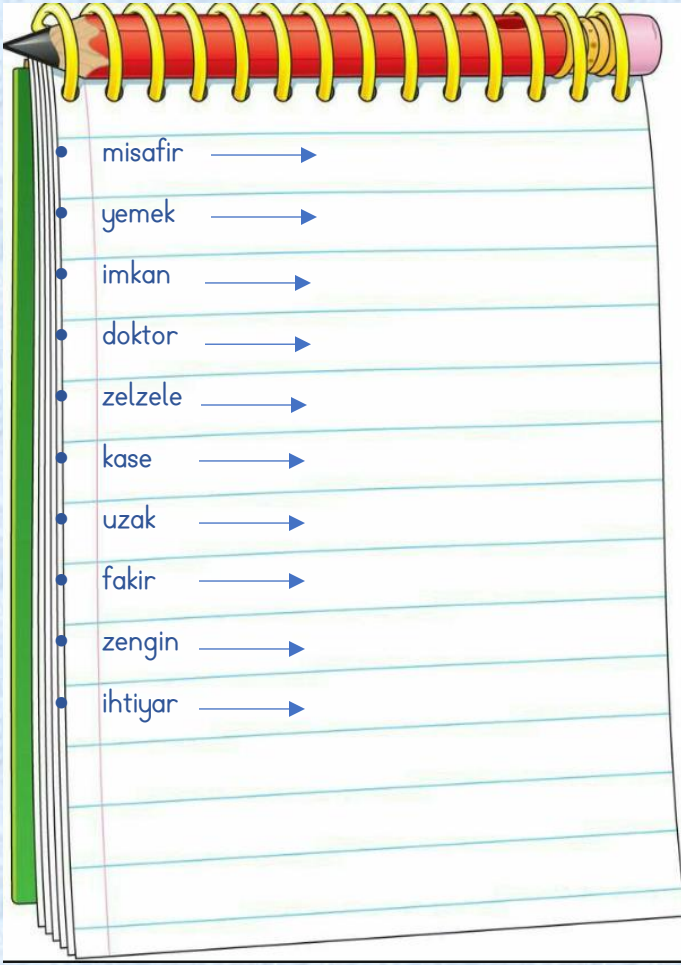 misafir
yemek
imkan
doktor
zelzele
kase
uzak
fakir
zengin
ihtiyar